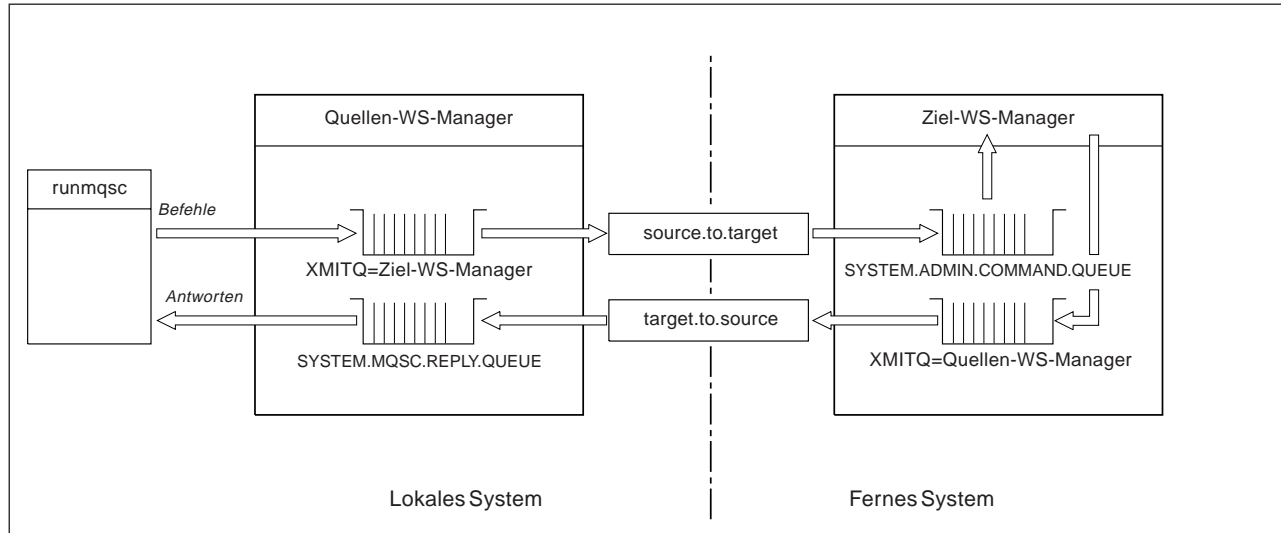 Quellen-WS-Manager
Ziel-WS-Manager
runmqsc
Befehle
source.to.target
XMITQ=Ziel-WS-Manager
SYSTEM.ADMIN.COMMAND.QUEUE
Antworten
target.to.source
SYSTEM.MQSC.REPLY.QUEUE
XMITQ=Quellen-WS-Manager
Lokales System
Fernes System